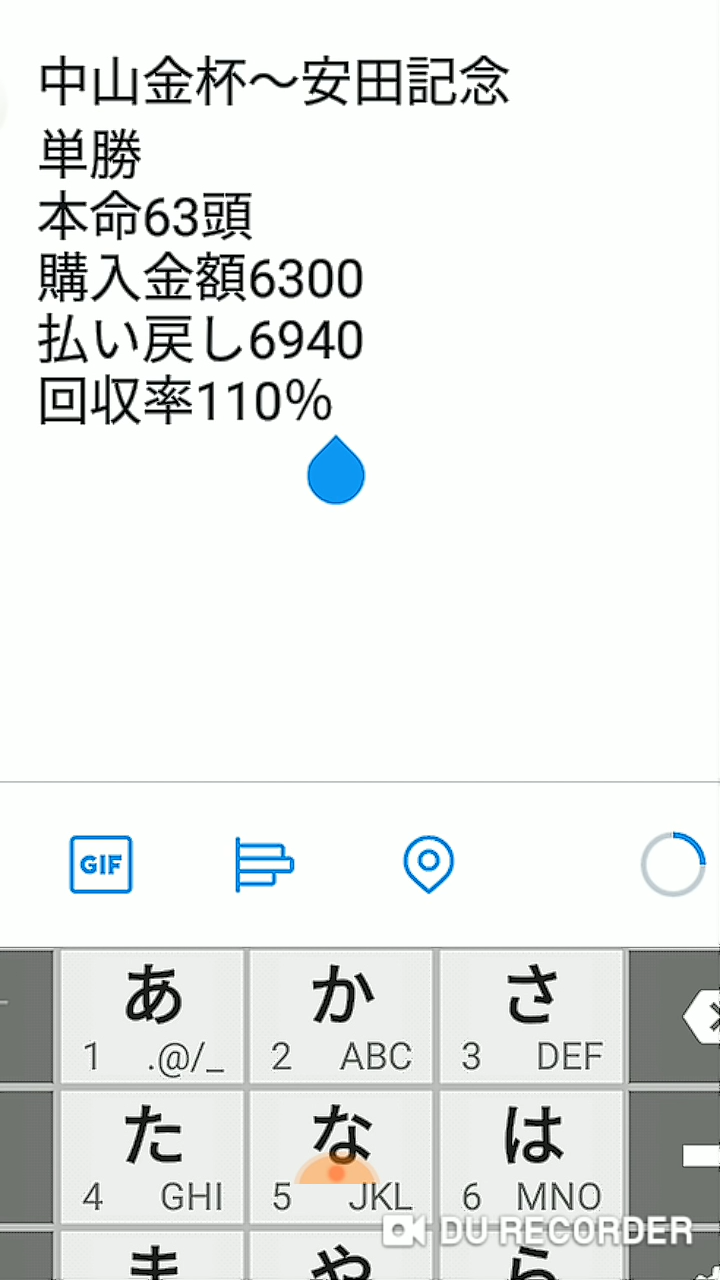 中山金杯～安田記念
単勝
本命63頭
購入金額6300
払い戻し6940
回収率110%
GIF
あ か さ
1 .@/_ 2 ABC 3 DEF
た な は
4 GHI 5 JKL 6 MNO
DU RECORDER
ま や ら